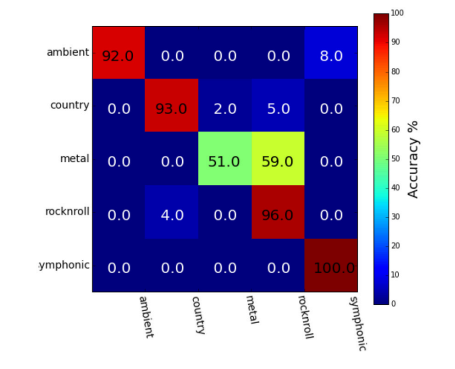 100
ambient 92.0 0.0 0.0 0.0 8.0
90
80
country 0.0 93.0 2.0 5.0 0.0
70
60
metal 0.0 0.0 51.0 59.0 0.0
50
40
30
rocknroll 0.0 4.0 0.0 96.0 0.0
20
10
ymphonic 0.0 0.0 0.0 0.0 100.0
0
ambient country metal rocknroll symphonic
Accuracy %